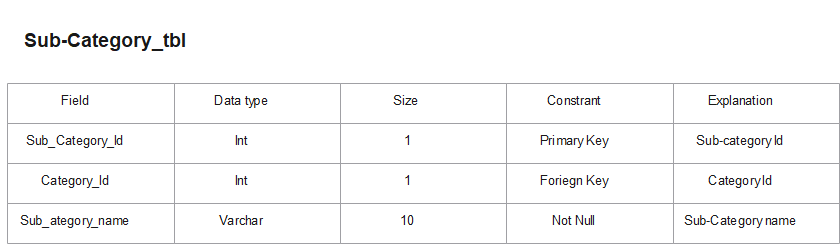 Sub-Category_tbl
Field Data type Size Constrant Explanation
Sub_Category_Id Int 1 Primary Key Sub-category Id
Category_Id Int 1 Foriegn Key Category Id
Sub_ategory_name Varchar 10 Not Null Sub-Category name